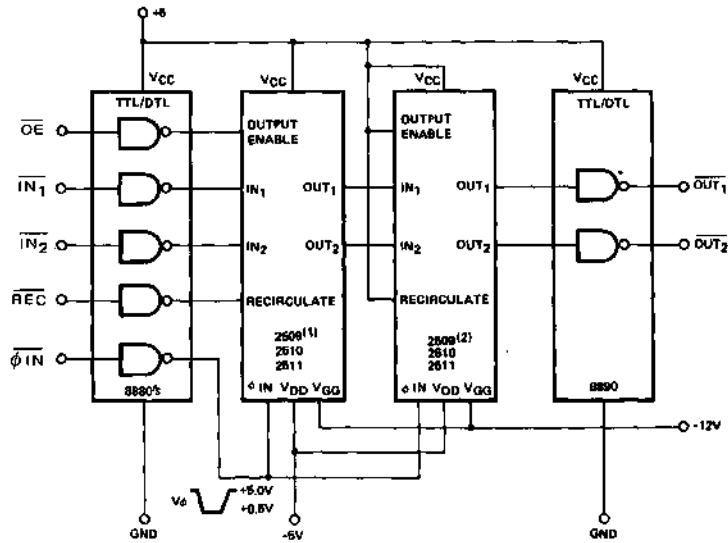 +5
VCC
VCC
VCC
VCC
TTL/DTL
TTL/DTL
OE
IN1
IN2
REC
φIN
OUTPUT
ENABLE
IN1
OUT1
IN2
OUT2
RECIRCULATE
2509(1)
2510
2511
φ IN VDD VGG
OUTPUT
ENABLE
IN1
OUT1
IN2
OUT2
RECIRCULATE
2509(2)
2510
2511
φ IN VDD VGG
OUT1
OUT2
8880's
8890
-12V
Vφ
+5.0V
+0.5V
GND
-5V
GND